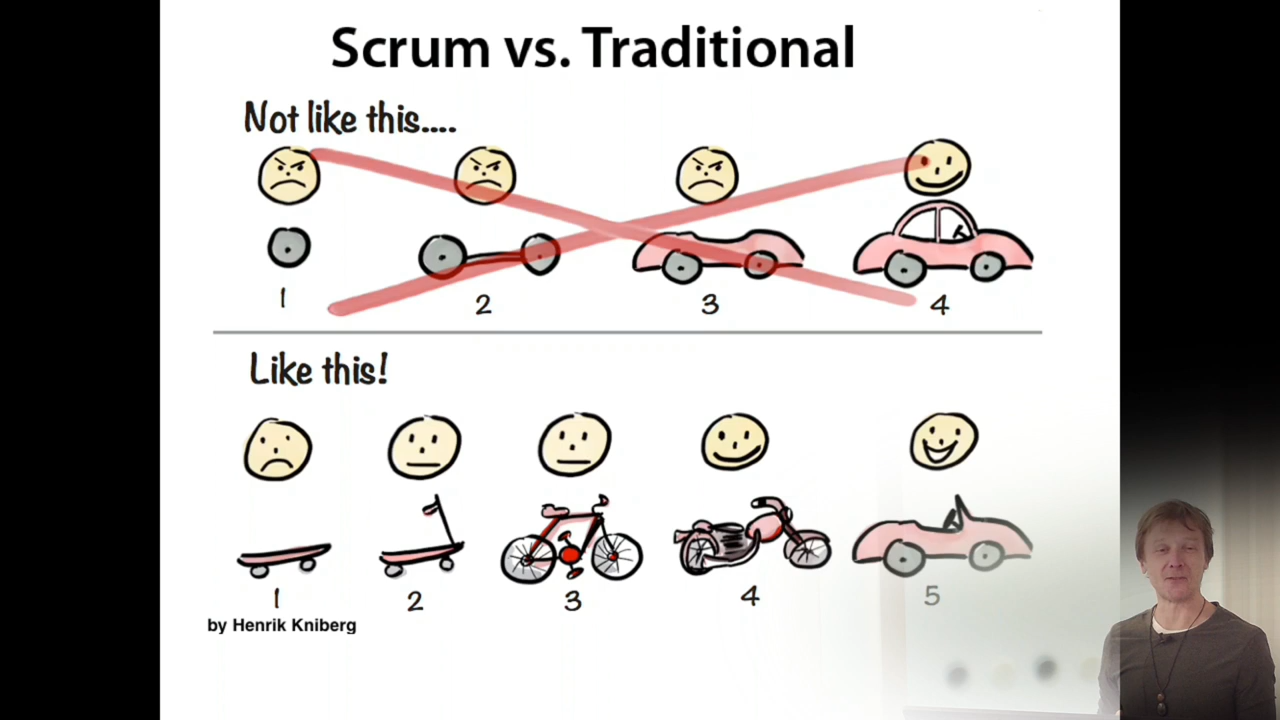 Scrum vs. Traditional
Not like this....
1 2 3 4
Like this!
1 2 3 4 5
by Henrik Kniberg